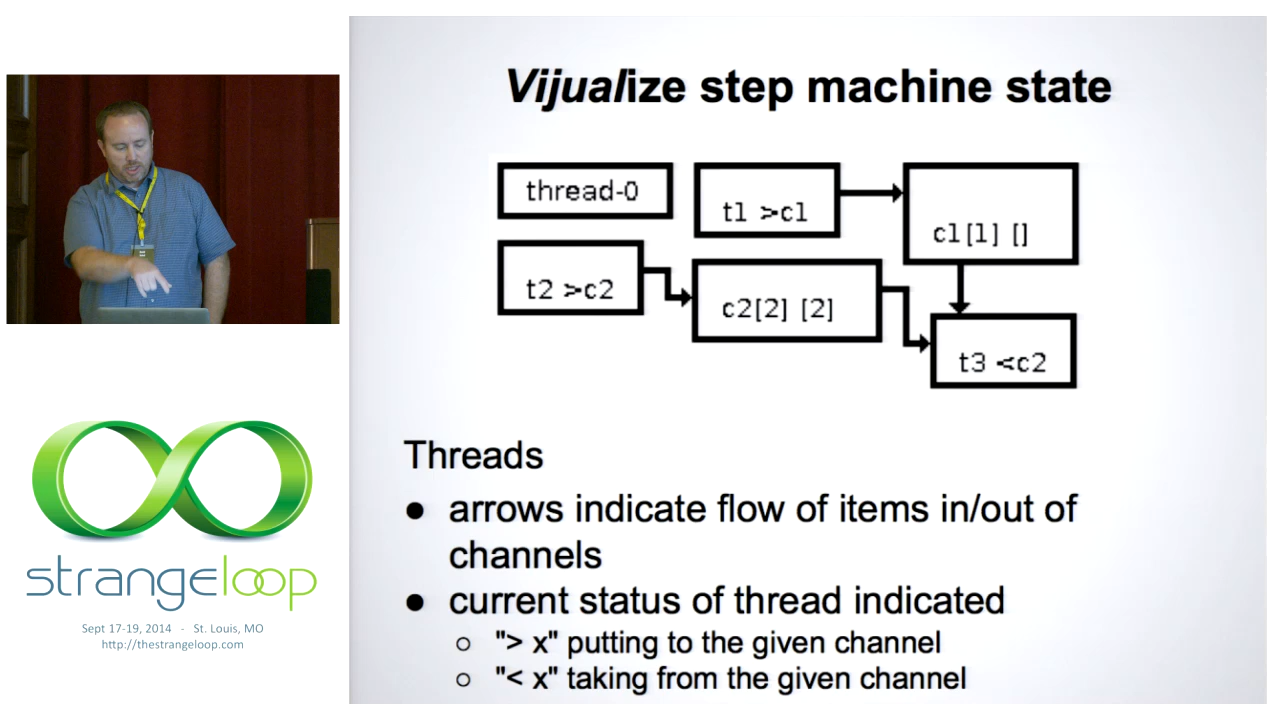 Vijualize step machine state
thread-0
t1 >c1
c1[1] []
t2 >c2
c2[2] [2]
t3 <c2
Threads
● arrows indicate flow of items in/out of
channels
● current status of thread indicated
○ "> x" putting to the given channel
○ "< x" taking from the given channel
strangeloop
Sept 17-19, 2014 - St. Louis, MO
http://thestrangeloop.com